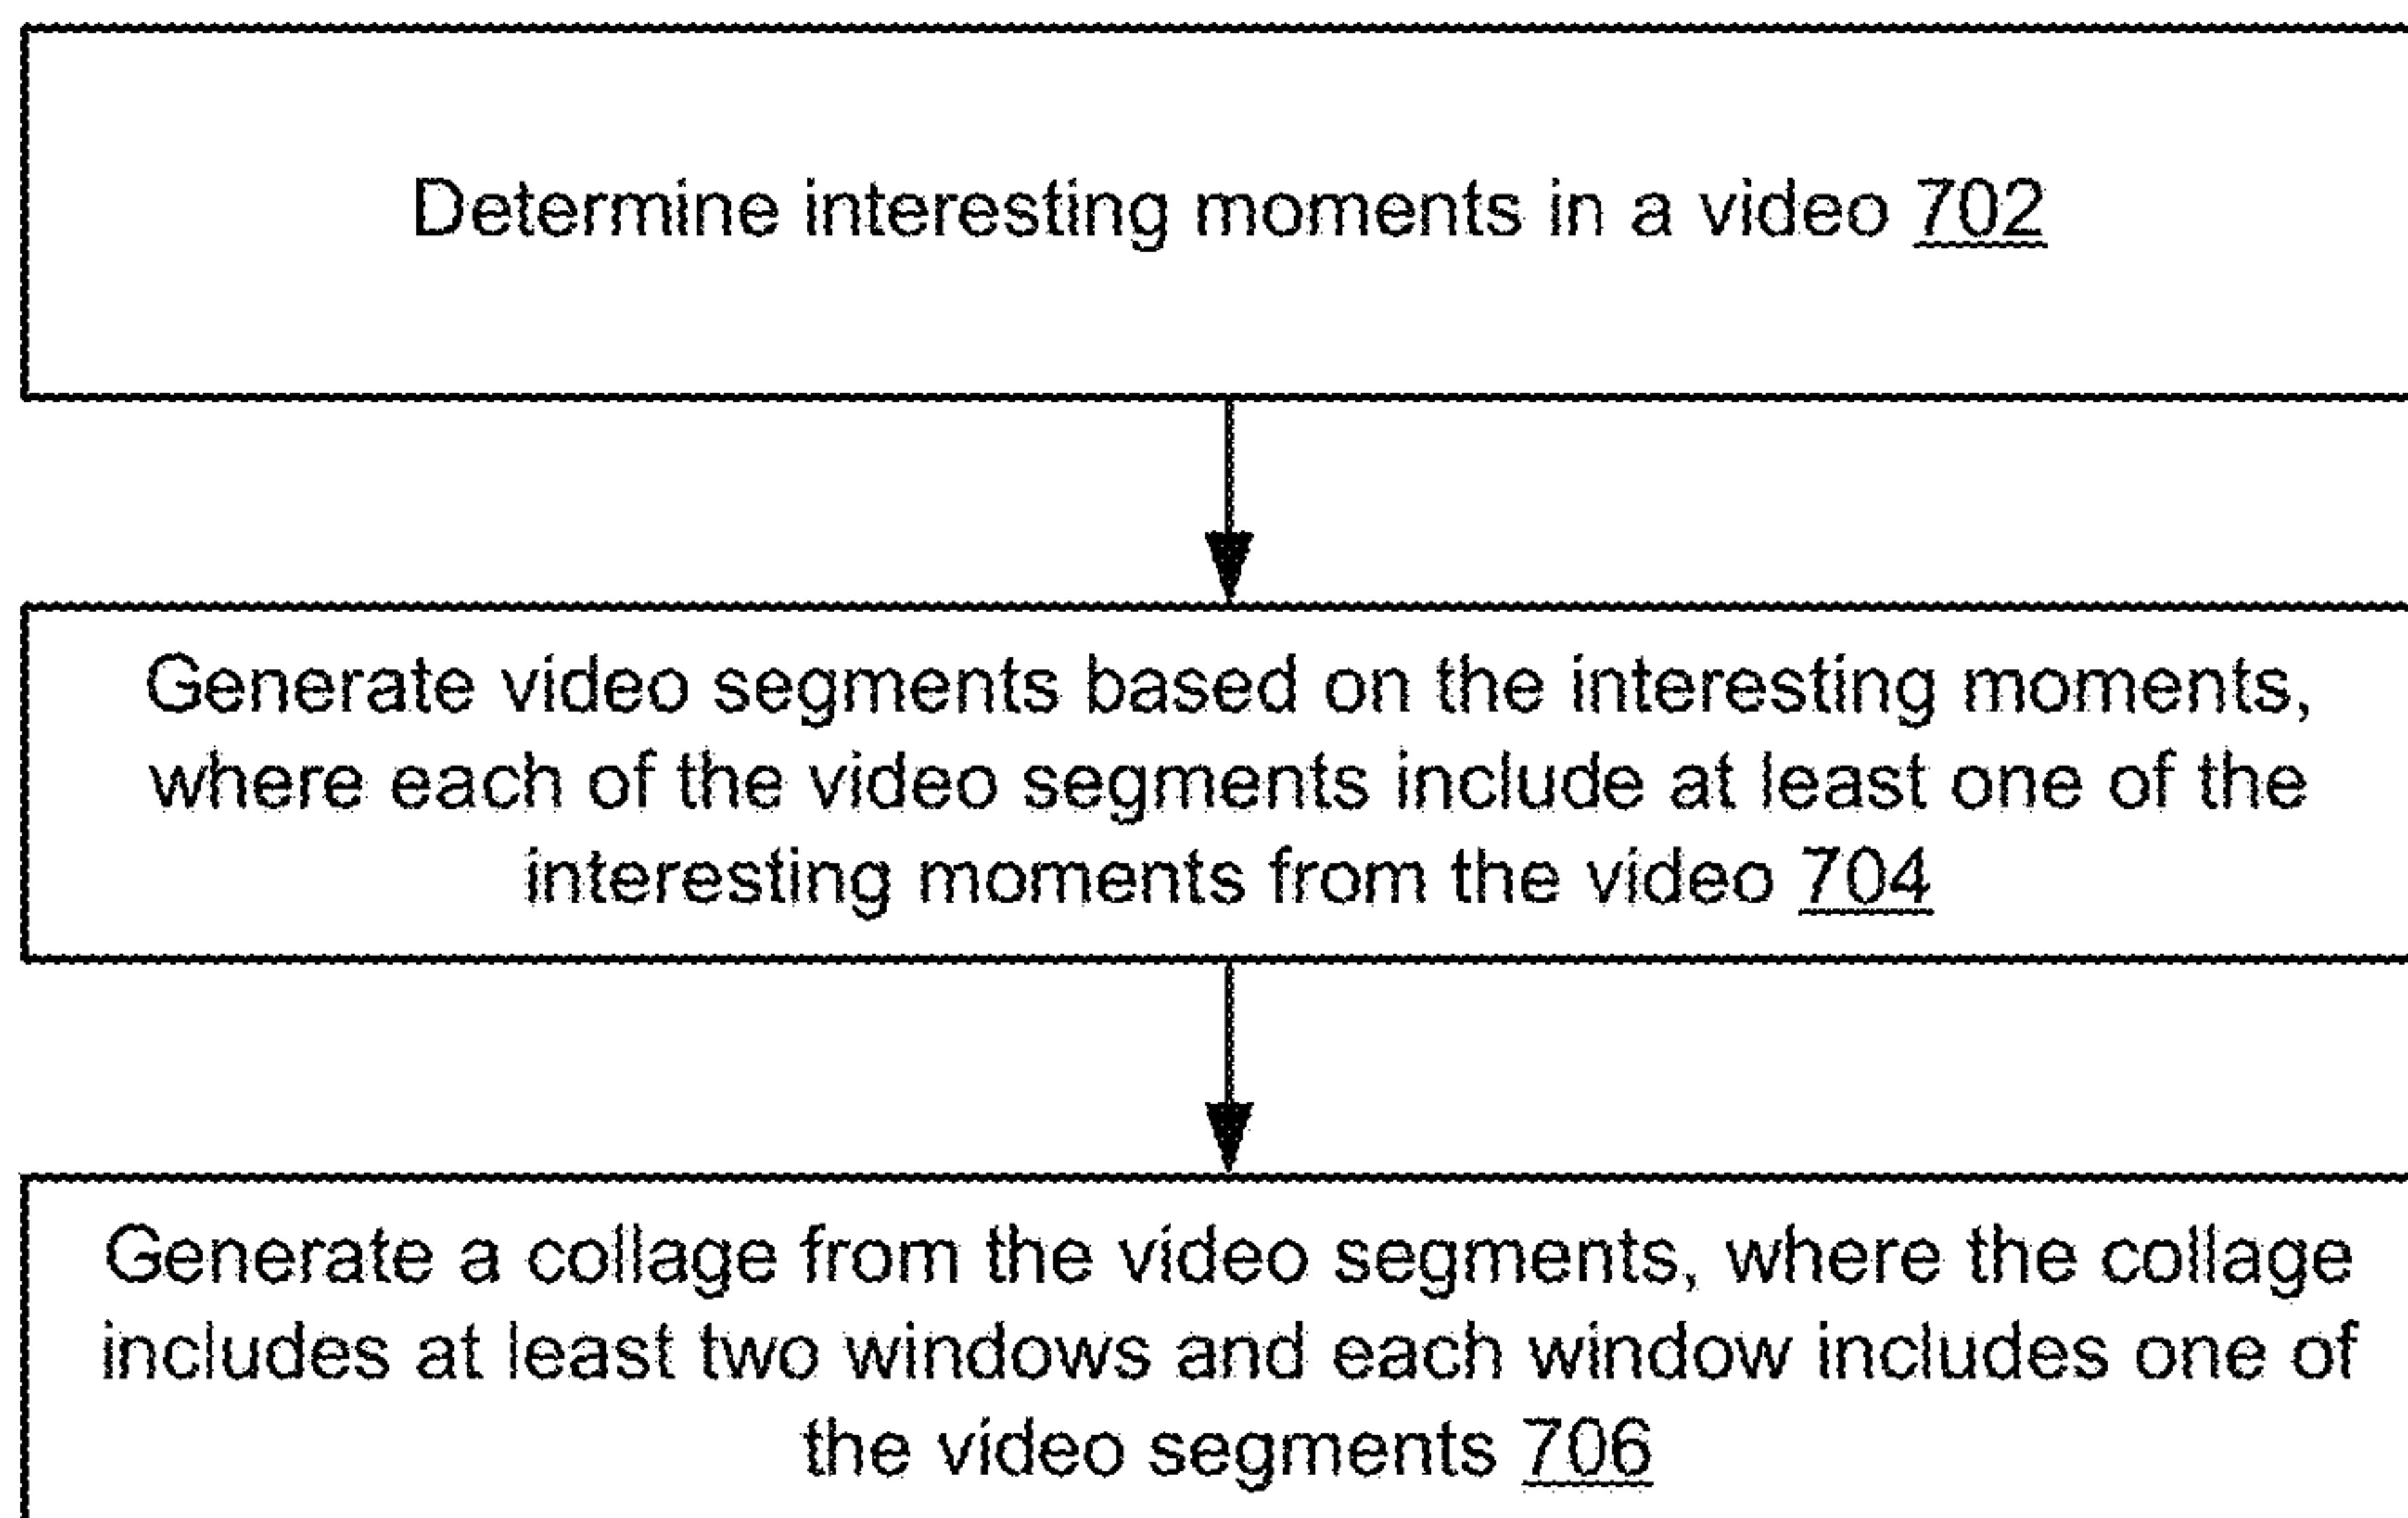 Determine interesting moments in a video 702
Generate video segments based on the interesting moments,
where each of the video segments include at least one of the
interesting moments from the video 704
Generate a collage from the video segments, where the collage
includes at least two windows and each window includes one of
the video segments 706